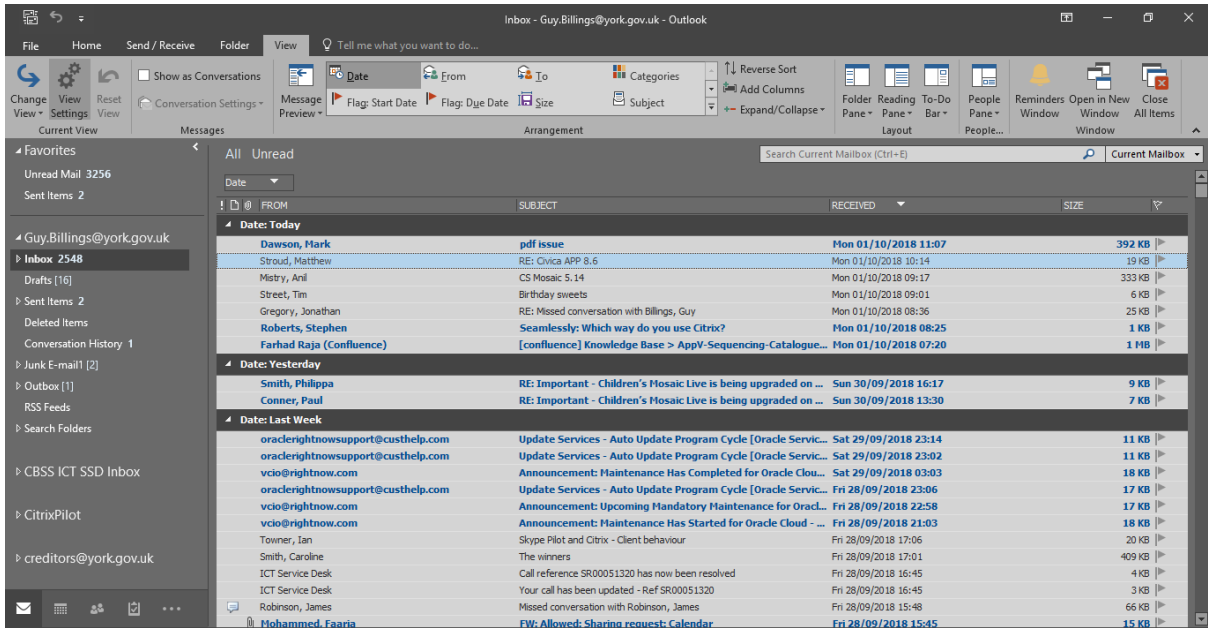 Inbox - Guy.Billings@york.gov.uk - Outlook
File Home Send / Receive Folder View Tell me what you want to do...
Change View View Settings Reset View
Current View
Show as Conversations
Conversation Settings
Messages
Message Preview
Date From To Categories
Flag: Start Date Flag: Due Date Size Subject
Reverse Sort
Add Columns
Expand/Collapse
Arrangement
Folder Pane Reading Pane To-Do Bar
Layout
People Pane
People...
Reminders Window Open in New Window Close All Items
Window
Favorites
Unread Mail 3256
Sent Items 2
Guy.Billings@york.gov.uk
Inbox 2548
Drafts [16]
Sent Items 2
Deleted Items
Conversation History 1
Junk E-mail1 [2]
Outbox [1]
RSS Feeds
Search Folders
CBSS ICT SSD Inbox
CitrixPilot
creditors@york.gov.uk
All Unread
Search Current Mailbox (Ctrl+E) Current Mailbox
Date
! FROM SUBJECT RECEIVED SIZE
Date: Today
Dawson, Mark pdf issue Mon 01/10/2018 11:07 392 KB
Stroud, Matthew RE: Civica APP 8.6 Mon 01/10/2018 10:14 19 KB
Mistry, Anil CS Mosaic 5.14 Mon 01/10/2018 09:17 333 KB
Street, Tim Birthday sweets Mon 01/10/2018 09:01 6 KB
Gregory, Jonathan RE: Missed conversation with Billings, Guy Mon 01/10/2018 08:36 25 KB
Roberts, Stephen Seamlessly: Which way do you use Citrix? Mon 01/10/2018 08:25 1 KB
Farhad Raja (Confluence) [confluence] Knowledge Base > AppV-Sequencing-Catalogue... Mon 01/10/2018 07:20 1 MB
Date: Yesterday
Smith, Philippa RE: Important - Children's Mosaic Live is being upgraded on ... Sun 30/09/2018 16:17 9 KB
Conner, Paul RE: Important - Children's Mosaic Live is being upgraded on ... Sun 30/09/2018 13:30 7 KB
Date: Last Week
oraclerightnowsupport@custhelp.com Update Services - Auto Update Program Cycle [Oracle Servic... Sat 29/09/2018 23:14 11 KB
oraclerightnowsupport@custhelp.com Update Services - Auto Update Program Cycle [Oracle Servic... Sat 29/09/2018 23:02 11 KB
vcio@rightnow.com Announcement: Maintenance Has Completed for Oracle Clou... Sat 29/09/2018 03:03 18 KB
oraclerightnowsupport@custhelp.com Update Services - Auto Update Program Cycle [Oracle Servic... Fri 28/09/2018 23:06 17 KB
vcio@rightnow.com Announcement: Upcoming Mandatory Maintenance for Oracl... Fri 28/09/2018 22:58 17 KB
vcio@rightnow.com Announcement: Maintenance Has Started for Oracle Cloud - ... Fri 28/09/2018 21:03 18 KB
Towner, Ian Skype Pilot and Citrix - Client behaviour Fri 28/09/2018 17:06 20 KB
Smith, Caroline The winners Fri 28/09/2018 17:01 409 KB
ICT Service Desk Call reference SR00051320 has now been resolved Fri 28/09/2018 16:45 4 KB
ICT Service Desk Your call has been updated - Ref SR00051320 Fri 28/09/2018 16:45 3 KB
Robinson, James Missed conversation with Robinson, James Fri 28/09/2018 15:48 66 KB
Mohammed, Faaria FW: Allowed: Sharing request: Calendar Fri 28/09/2018 15:45 15 KB